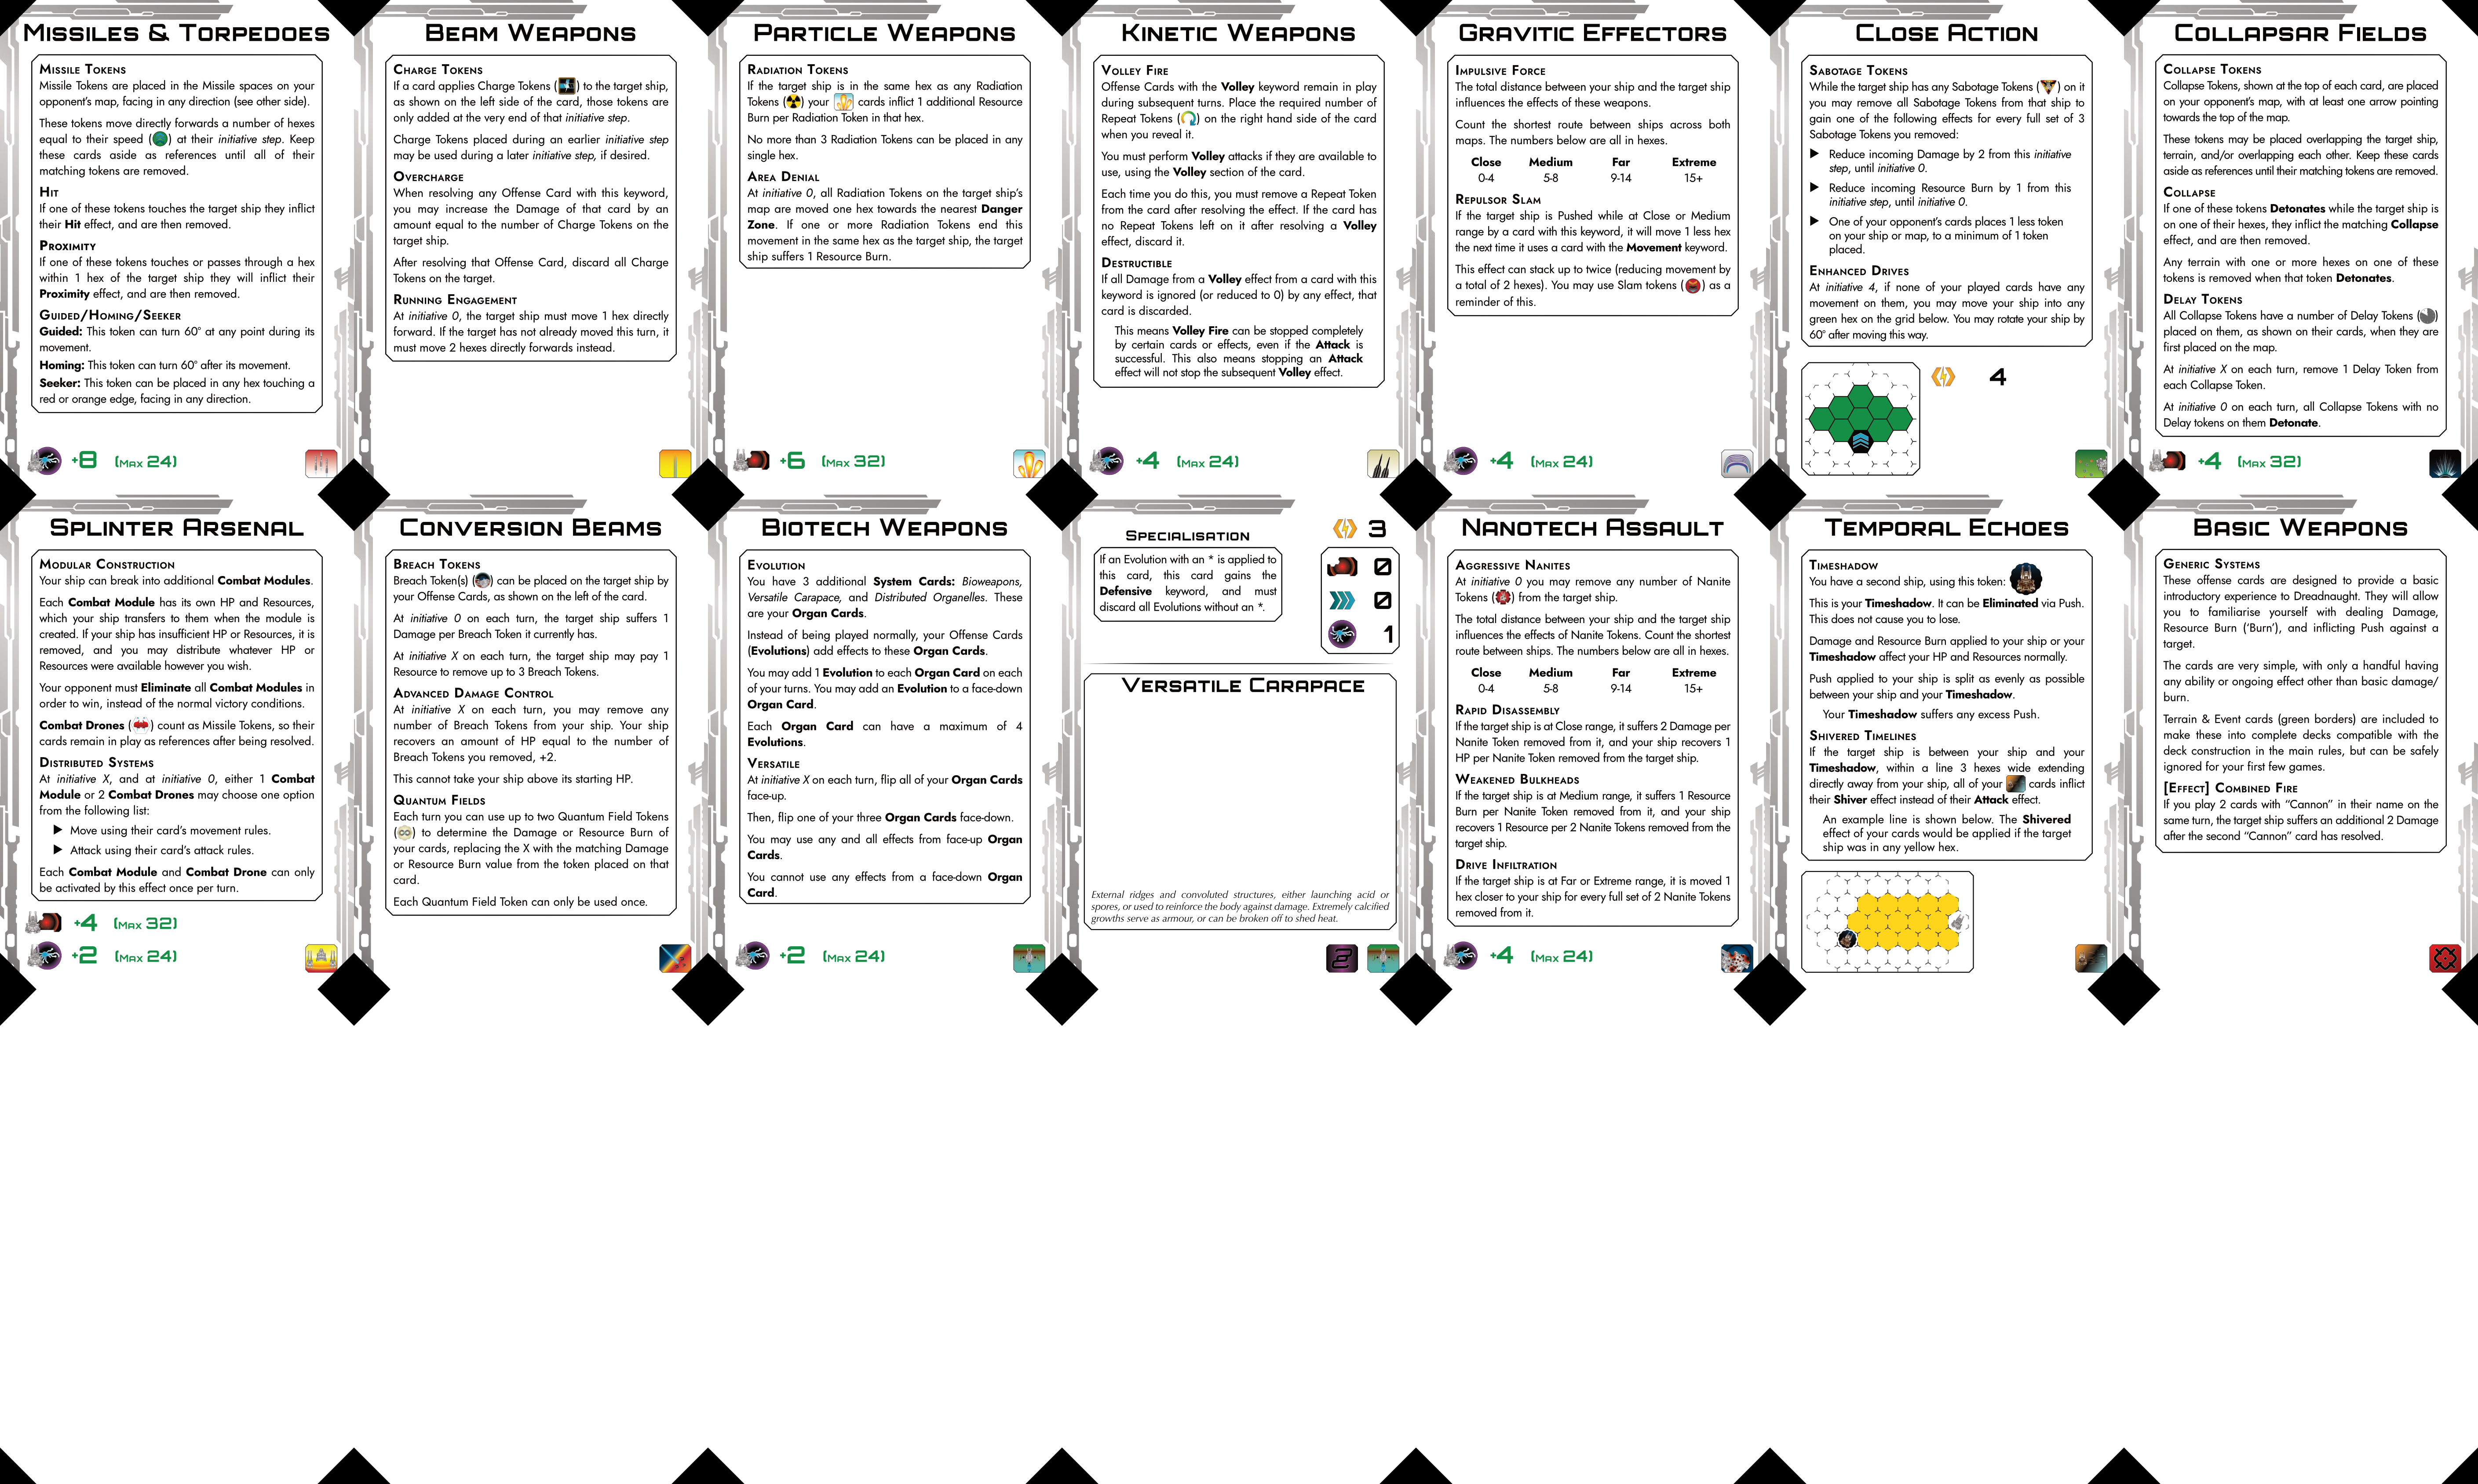 Missiles & Torpedoes
Missile Tokens
Missile Tokens are placed in the Missile spaces on your
opponent's map, facing in any direction (see other side).
These tokens move directly forwards a number of hexes
equal to their speed ( ) at their initiative step. Keep
these cards aside as references until all of their
matching tokens are removed.
Hit
If one of these tokens touches the target ship they inflict
their Hit effect, and are then removed.
Proximity
If one of these tokens touches or passes through a hex
within 1 hex of the target ship they will inflict their
Proximity effect, and are then removed.
Guided/Homing/Seeker
Guided: This token can turn 60° at any point during its
movement.
Homing: This token can turn 60° after its movement.
Seeker: This token can be placed in any hex touching a
red or orange edge, facing in any direction.
+8 (Max 24)
Beam Weapons
Charge Tokens
If a card applies Charge Tokens ( ) to the target ship,
as shown on the left side of the card, those tokens are
only added at the very end of that initiative step.
Charge Tokens placed during an earlier initiative step
may be used during a later initiative step, if desired.
Overcharge
When resolving any Offense Card with this keyword,
you may increase the Damage of that card by an
amount equal to the number of Charge Tokens on the
target ship.
After resolving that Offense Card, discard all Charge
Tokens on the target.
Running Engagement
At initiative 0, the target ship must move 1 hex directly
forward. If the target has not already moved this turn, it
must move 2 hexes directly forwards instead.
Particle Weapons
Radiation Tokens
If the target ship is in the same hex as any Radiation
Tokens ( ) your cards inflict 1 additional Resource
Burn per Radiation Token in that hex.
No more than 3 Radiation Tokens can be placed in any
single hex.
Area Denial
At initiative 0, all Radiation Tokens on the target ship's
map are moved one hex towards the nearest Danger
Zone. If one or more Radiation Tokens end this
movement in the same hex as the target ship, the target
ship suffers 1 Resource Burn.
+6 (Max 32)
Kinetic Weapons
Volley Fire
Offense Cards with the Volley keyword remain in play
during subsequent turns. Place the required number of
Repeat Tokens ( ) on the right hand side of the card
when you reveal it.
You must perform Volley attacks if they are available to
use, using the Volley section of the card.
Each time you do this, you must remove a Repeat Token
from the card after resolving the effect. If the card has
no Repeat Tokens left on it after resolving a Volley
effect, discard it.
Destructible
If all Damage from a Volley effect from a card with this
keyword is ignored (or reduced to 0) by any effect, that
card is discarded.
This means Volley Fire can be stopped completely
by certain cards or effects, even if the Attack is
successful. This also means stopping an Attack
effect will not stop the subsequent Volley effect.
+4 (Max 24)
Gravitic Effectors
Impulsive Force
The total distance between your ship and the target ship
influences the effects of these weapons.
Count the shortest route between ships across both
maps. The numbers below are all in hexes.
Close Medium Far Extreme
0-4 5-8 9-14 15+
Repulsor Slam
If the target ship is Pushed while at Close or Medium
range by a card with this keyword, it will move 1 less hex
the next time it uses a card with the Movement keyword.
This effect can stack up to twice (reducing movement by
a total of 2 hexes). You may use Slam tokens ( ) as a
reminder of this.
+4 (Max 24)
Close Action
Sabotage Tokens
While the target ship has any Sabotage Tokens ( ) on it
you may remove all Sabotage Tokens from that ship to
gain one of the following effects for every full set of 3
Sabotage Tokens you removed:
▶ Reduce incoming Damage by 2 from this initiative
step, until initiative 0.
▶ Reduce incoming Resource Burn by 1 from this
initiative step, until initiative 0.
▶ One of your opponent's cards places 1 less token
on your ship or map, to a minimum of 1 token
placed.
Enhanced Drives
At initiative 4, if none of your played cards have any
movement on them, you may move your ship into any
green hex on the grid below. You may rotate your ship by
60° after moving this way.
4
Collapsar Fields
Collapse Tokens
Collapse Tokens, shown at the top of each card, are placed
on your opponent's map, with at least one arrow pointing
towards the top of the map.
These tokens may be placed overlapping the target ship,
terrain, and/or overlapping each other. Keep these cards
aside as references until their matching tokens are removed.
Collapse
If one of these tokens Detonates while the target ship is
on one of their hexes, they inflict the matching Collapse
effect, and are then removed.
Any terrain with one or more hexes on one of these
tokens is removed when that token Detonates.
Delay Tokens
All Collapse Tokens have a number of Delay Tokens ( )
placed on them, as shown on their cards, when they are
first placed on the map.
At initiative X on each turn, remove 1 Delay Token from
each Collapse Token.
At initiative 0 on each turn, all Collapse Tokens with no
Delay tokens on them Detonate.
+4 (Max 32)
Splinter Arsenal
Modular Construction
Your ship can break into additional Combat Modules.
Each Combat Module has its own HP and Resources,
which your ship transfers to them when the module is
created. If your ship has insufficient HP or Resources, it is
removed, and you may distribute whatever HP or
Resources were available however you wish.
Your opponent must Eliminate all Combat Modules in
order to win, instead of the normal victory conditions.
Combat Drones ( ) count as Missile Tokens, so their
cards remain in play as references after being resolved.
Distributed Systems
At initiative X, and at initiative 0, either 1 Combat
Module or 2 Combat Drones may choose one option
from the following list:
▶ Move using their card's movement rules.
▶ Attack using their card's attack rules.
Each Combat Module and Combat Drone can only
be activated by this effect once per turn.
+4 (Max 32)
+2 (Max 24)
Conversion Beams
Breach Tokens
Breach Token(s) ( ) can be placed on the target ship by
your Offense Cards, as shown on the left of the card.
At initiative 0 on each turn, the target ship suffers 1
Damage per Breach Token it currently has.
At initiative X on each turn, the target ship may pay 1
Resource to remove up to 3 Breach Tokens.
Advanced Damage Control
At initiative X on each turn, you may remove any
number of Breach Tokens from your ship. Your ship
recovers an amount of HP equal to the number of
Breach Tokens you removed, +2.
This cannot take your ship above its starting HP.
Quantum Fields
Each turn you can use up to two Quantum Field Tokens
( ) to determine the Damage or Resource Burn of
your cards, replacing the X with the matching Damage
or Resource Burn value from the token placed on that
card.
Each Quantum Field Token can only be used once.
Biotech Weapons
Evolution
You have 3 additional System Cards: Bioweapons,
Versatile Carapace, and Distributed Organelles. These
are your Organ Cards.
Instead of being played normally, your Offense Cards
(Evolutions) add effects to these Organ Cards.
You may add 1 Evolution to each Organ Card on each
of your turns. You may add an Evolution to a face-down
Organ Card.
Each Organ Card can have a maximum of 4
Evolutions.
Versatile
At initiative X on each turn, flip all of your Organ Cards
face-up.
Then, flip one of your three Organ Cards face-down.
You may use any and all effects from face-up Organ
Cards.
You cannot use any effects from a face-down Organ
Card.
+2 (Max 24)
Specialisation
If an Evolution with an * is applied to
this card, this card gains the
Defensive keyword, and must
discard all Evolutions without an *.
3
0
0
1
Versatile Carapace
External ridges and convoluted structures, either launching acid or
spores, or used to reinforce the body against damage. Extremely calcified
growths serve as armour, or can be broken off to shed heat.
2
Nanotech Assault
Aggressive Nanites
At initiative 0 you may remove any number of Nanite
Tokens ( ) from the target ship.
The total distance between your ship and the target ship
influences the effects of Nanite Tokens. Count the shortest
route between ships. The numbers below are all in hexes.
Close Medium Far Extreme
0-4 5-8 9-14 15+
Rapid Disassembly
If the target ship is at Close range, it suffers 2 Damage per
Nanite Token removed from it, and your ship recovers 1
HP per Nanite Token removed from the target ship.
Weakened Bulkheads
If the target ship is at Medium range, it suffers 1 Resource
Burn per Nanite Token removed from it, and your ship
recovers 1 Resource per 2 Nanite Tokens removed from the
target ship.
Drive Infiltration
If the target ship is at Far or Extreme range, it is moved 1
hex closer to your ship for every full set of 2 Nanite Tokens
removed from it.
+4 (Max 24)
Temporal Echoes
Timeshadow
You have a second ship, using this token:
This is your Timeshadow. It can be Eliminated via Push.
This does not cause you to lose.
Damage and Resource Burn applied to your ship or your
Timeshadow affect your HP and Resources normally.
Push applied to your ship is split as evenly as possible
between your ship and your Timeshadow.
Your Timeshadow suffers any excess Push.
Shivered Timelines
If the target ship is between your ship and your
Timeshadow, within a line 3 hexes wide extending
directly away from your ship, all of your cards inflict
their Shiver effect instead of their Attack effect.
An example line is shown below. The Shivered
effect of your cards would be applied if the target
ship was in any yellow hex.
Basic Weapons
Generic Systems
These offense cards are designed to provide a basic
introductory experience to Dreadnaught. They will allow
you to familiarise yourself with dealing Damage,
Resource Burn ('Burn'), and inflicting Push against a
target.
The cards are very simple, with only a handful having
any ability or ongoing effect other than basic damage/
burn.
Terrain & Event cards (green borders) are included to
make these into complete decks compatible with the
deck construction in the main rules, but can be safely
ignored for your first few games.
[Effect] Combined Fire
If you play 2 cards with "Cannon" in their name on the
same turn, the target ship suffers an additional 2 Damage
after the second "Cannon" card has resolved.